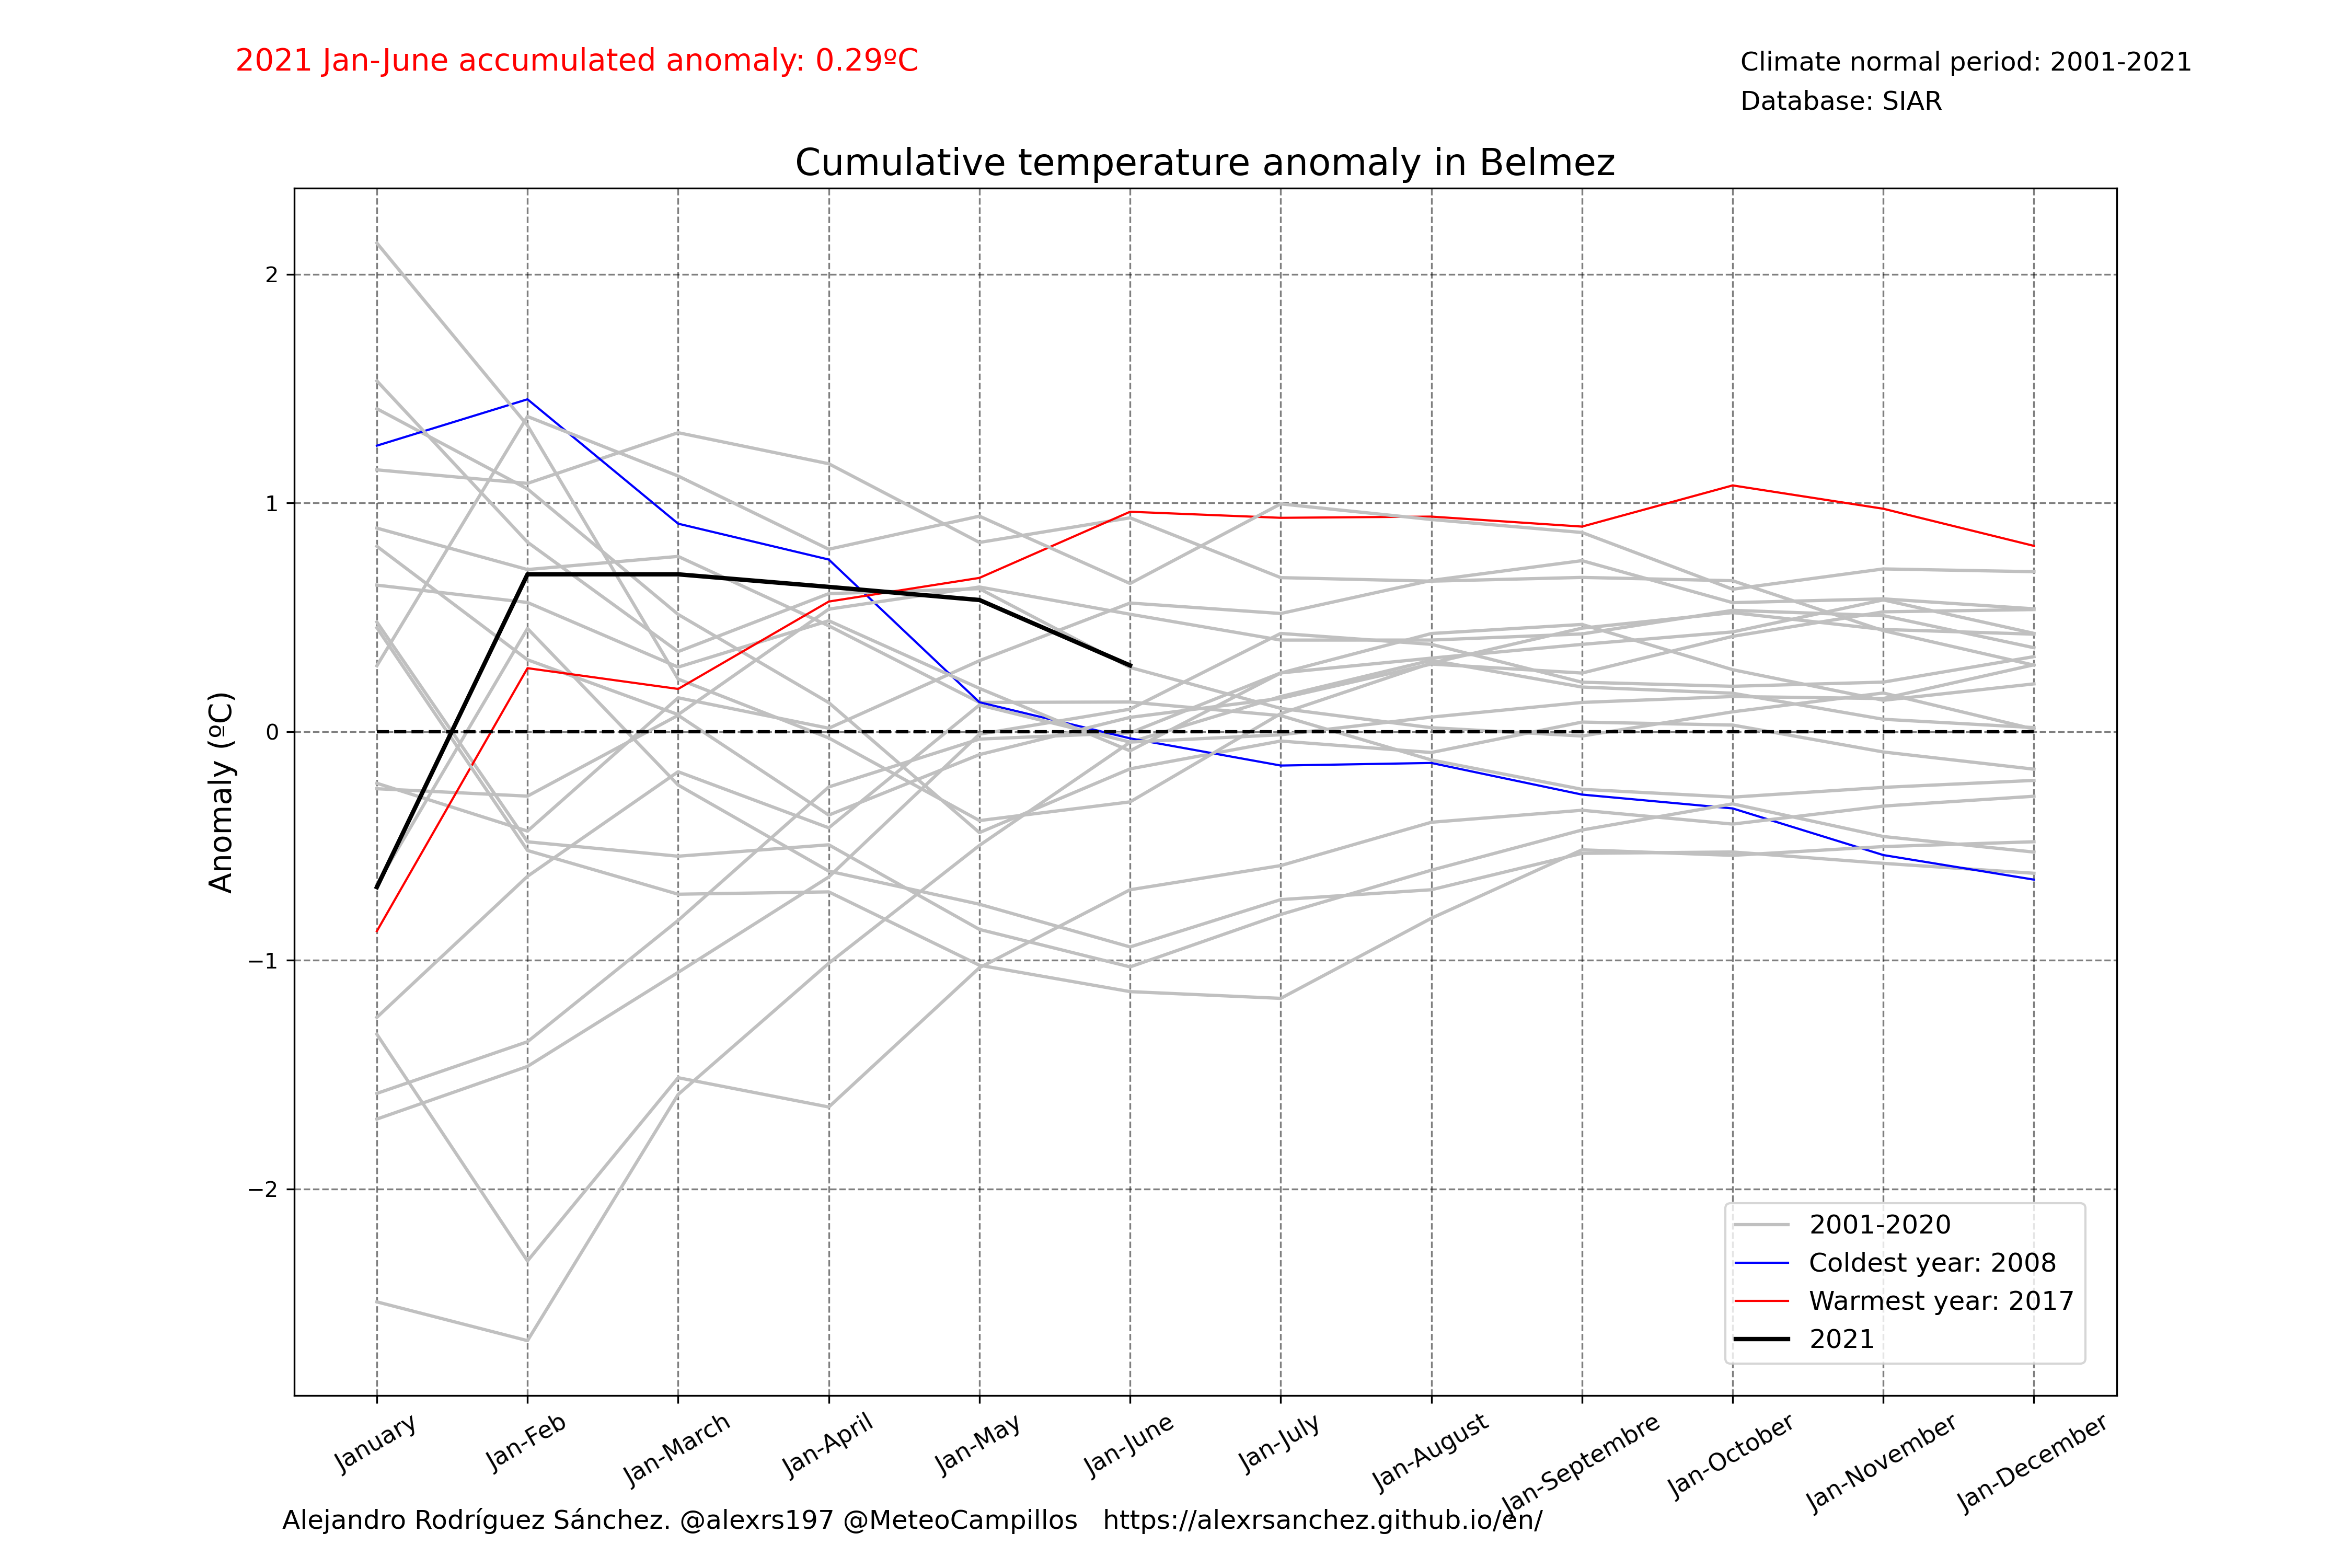 2021 Jan-June accumulated anomaly: 0.29ºC
Climate normal period: 2001-2021
Database: SIAR
Cumulative temperature anomaly in Belmez
Anomaly (ºC)
2
1
0
−1
−2
2001-2020
Coldest year: 2008
Warmest year: 2017
2021
January
Jan-Feb
Jan-March
Jan-April
Jan-May
Jan-June
Jan-July
Jan-August
Jan-Septembre
Jan-October
Jan-November
Jan-December
Alejandro Rodríguez Sánchez. @alexrs197 @MeteoCampillos https://alexrsanchez.github.io/en/